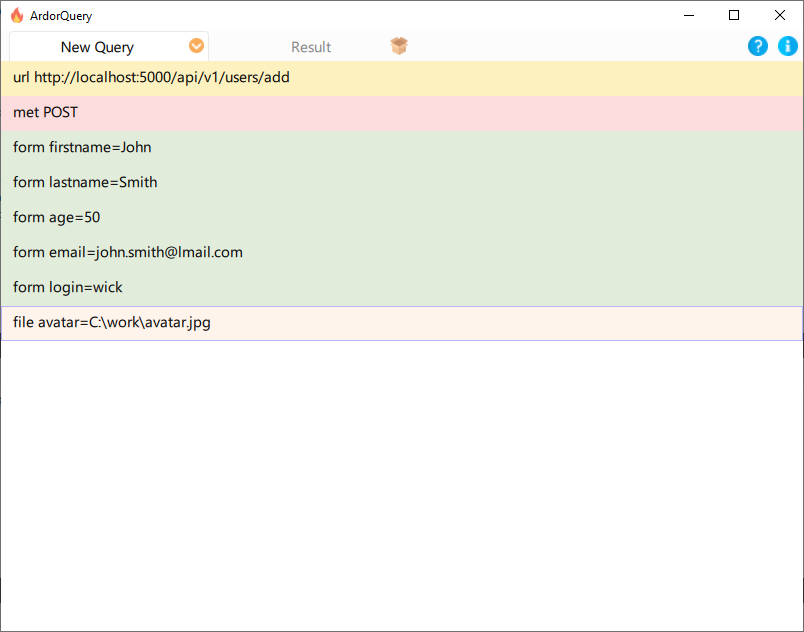 ArdorQuery
New Query Result
url http://localhost:5000/api/v1/users/add
met POST
form firstname=John
form lastname=Smith
form age=50
form email=john.smith@lmail.com
form login=wick
file avatar=C:\work\avatar.jpg